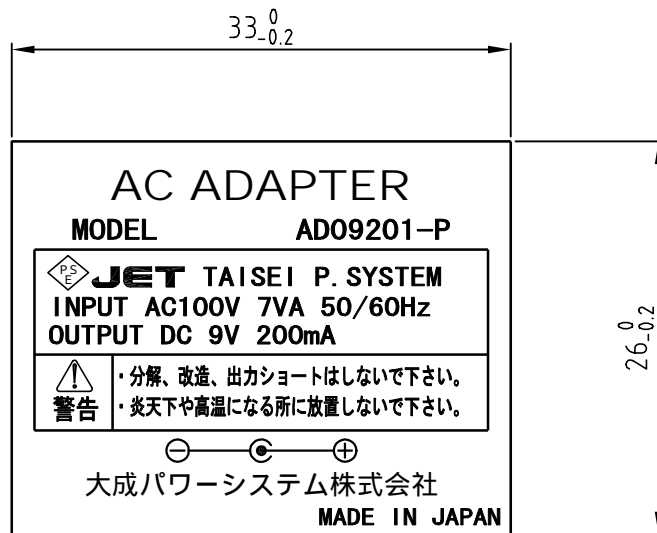 33 0 -0.2
AC ADAPTER
MODEL AD09201-P
PSE JET TAISEI P. SYSTEM
INPUT AC100V 7VA 50/60Hz
OUTPUT DC 9V 200mA
警告
・分解、改造、出力ショートはしないで下さい。
・炎天下や高温になる所に放置しないで下さい。
大成パワーシステム株式会社
MADE IN JAPAN
26 0 -0.2